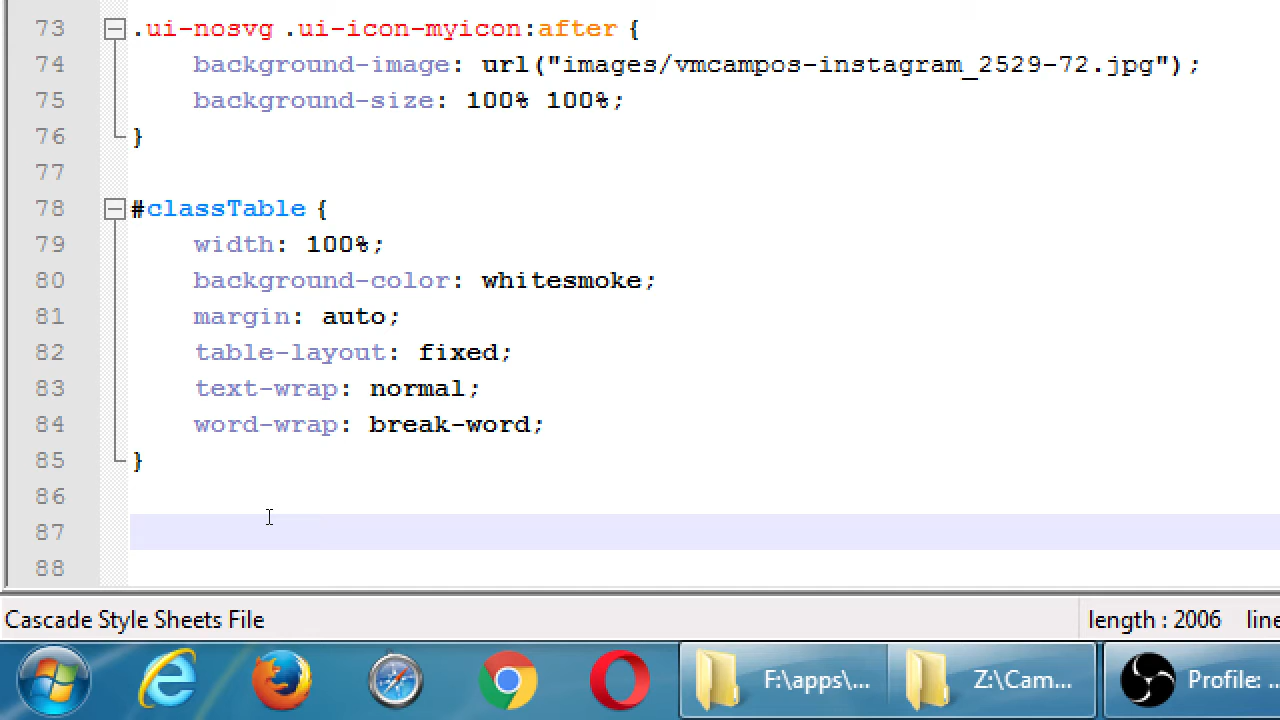 73 .ui-nosvg .ui-icon-myicon:after {
74 background-image: url("images/vmcampos-instagram_2529-72.jpg");
75 background-size: 100% 100%;
76 }
77
78 #classTable {
79 width: 100%;
80 background-color: whitesmoke;
81 margin: auto;
82 table-layout: fixed;
83 text-wrap: normal;
84 word-wrap: break-word;
85 }
86
87
88
Cascade Style Sheets File length : 2006 line
F:\apps\... Z:\Cam... Profile: ...